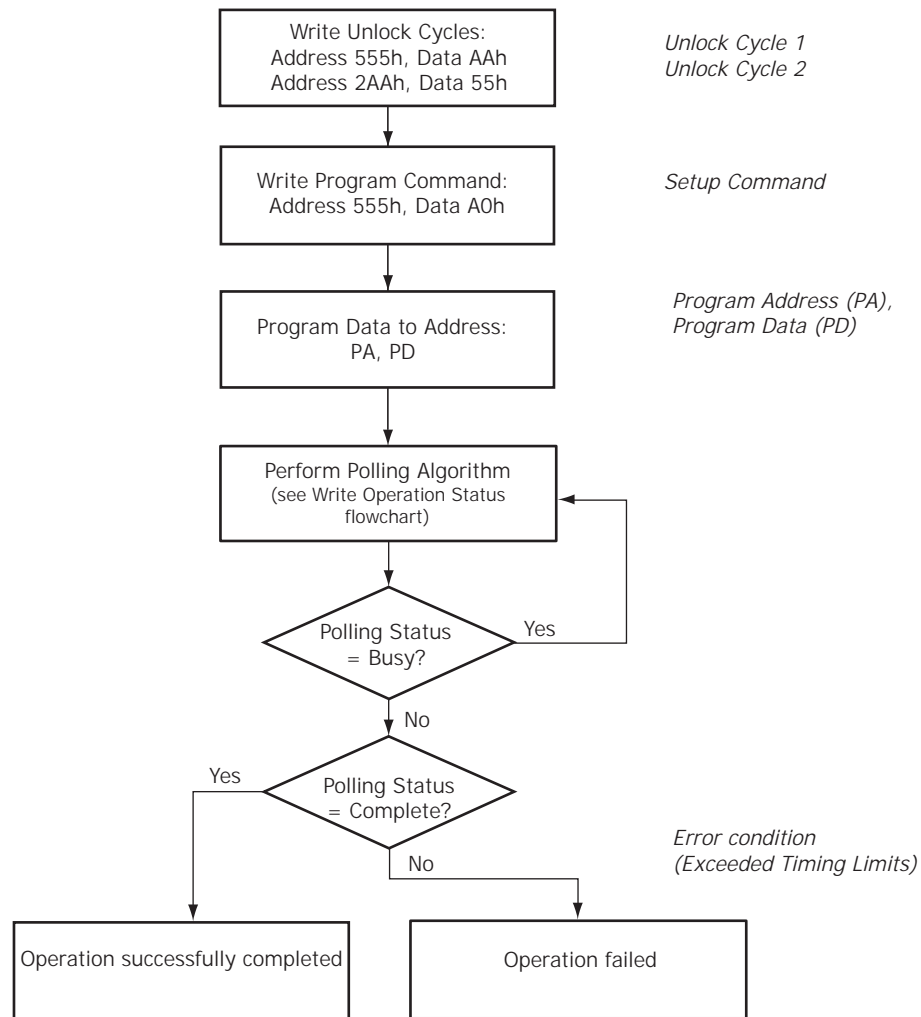 Write Unlock Cycles:
Address 555h, Data AAh
Address 2AAh, Data 55h
Unlock Cycle 1
Unlock Cycle 2
Write Program Command:
Address 555h, Data A0h
Setup Command
Program Data to Address:
PA, PD
Program Address (PA),
Program Data (PD)
Perform Polling Algorithm
(see Write Operation Status
flowchart)
Polling Status
= Busy?
Yes
No
Polling Status
= Complete?
Yes
No
Error condition
(Exceeded Timing Limits)
Operation successfully completed
Operation failed